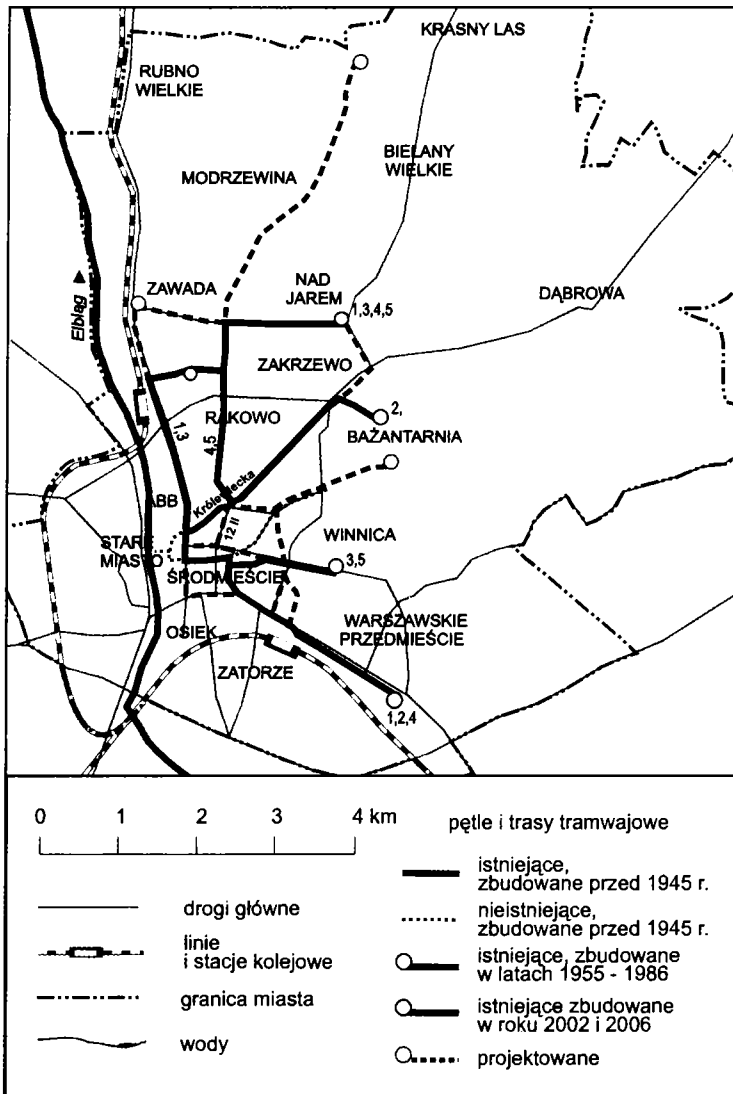 KRASNY LAS
RUBNO
WIELKIE
BIELANY
WIELKIE
MODRZEWINA
ZAWADA
NAD
JAREM
1,3,4,5
DĄBROWA
Elbląg
ZAKRZEWO
RAKOWO
2,
BAŻANTARNIA
1,3
4,5
Królewiecka
ABB
12 II
STARE
MIASTO
WINNICA
3,5
ŚRÓDMIEŚCIE
WARSZAWSKIE
PRZEDMIEŚCIE
OSIEK
ZATORZE
1,2,4
0 1 2 3 4 km
drogi główne
linie
i stacje kolejowe
granica miasta
wody
pętle i trasy tramwajowe
istniejące,
zbudowane przed 1945 r.
nieistniejące,
zbudowane przed 1945 r.
istniejące, zbudowane
w latach 1955 - 1986
istniejące zbudowane
w roku 2002 i 2006
projektowane